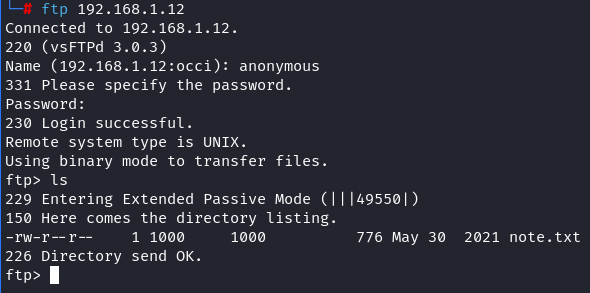 └─# ftp 192.168.1.12
Connected to 192.168.1.12.
220 (vsFTPd 3.0.3)
Name (192.168.1.12:occi): anonymous
331 Please specify the password.
Password:
230 Login successful.
Remote system type is UNIX.
Using binary mode to transfer files.
ftp> ls
229 Entering Extended Passive Mode (|||49550|)
150 Here comes the directory listing.
-rw-r--r--    1 1000     1000          776 May 30  2021 note.txt
226 Directory send OK.
ftp>